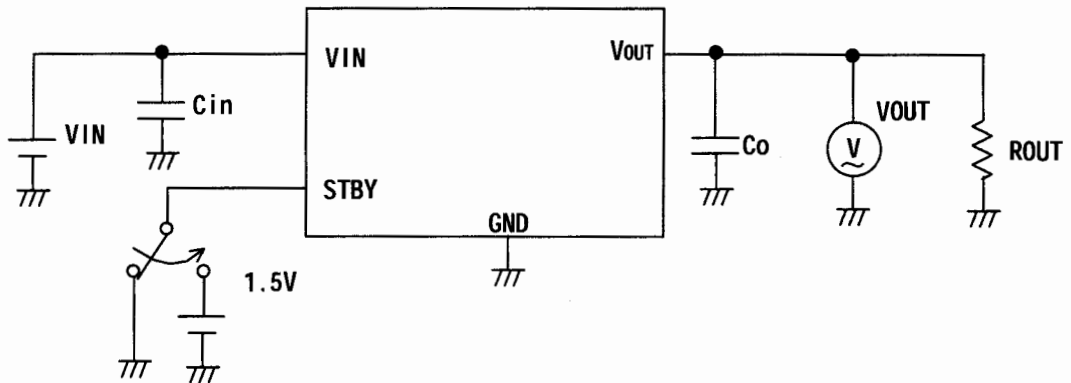 VIN
VOUT
Cin
VIN
VOUT
Co
V
ROUT
STBY
GND
1.5V